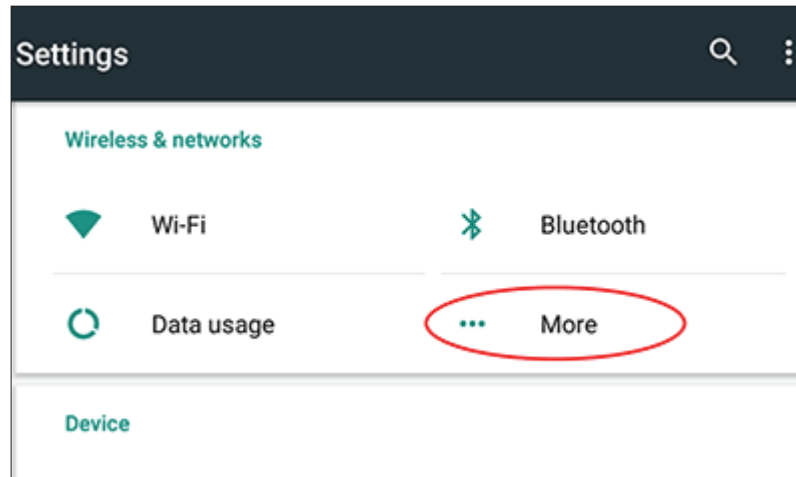 Settings
Wireless & networks
Wi-Fi
Bluetooth
Data usage
More
Device